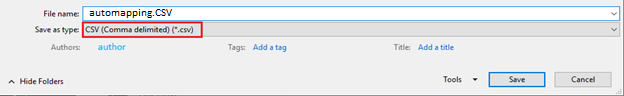 File name: automapping.CSV
Save as type: CSV (Comma delimited) (*.csv)
Authors: author Tags: Add a tag Title: Add a title
Hide Folders Tools Save Cancel